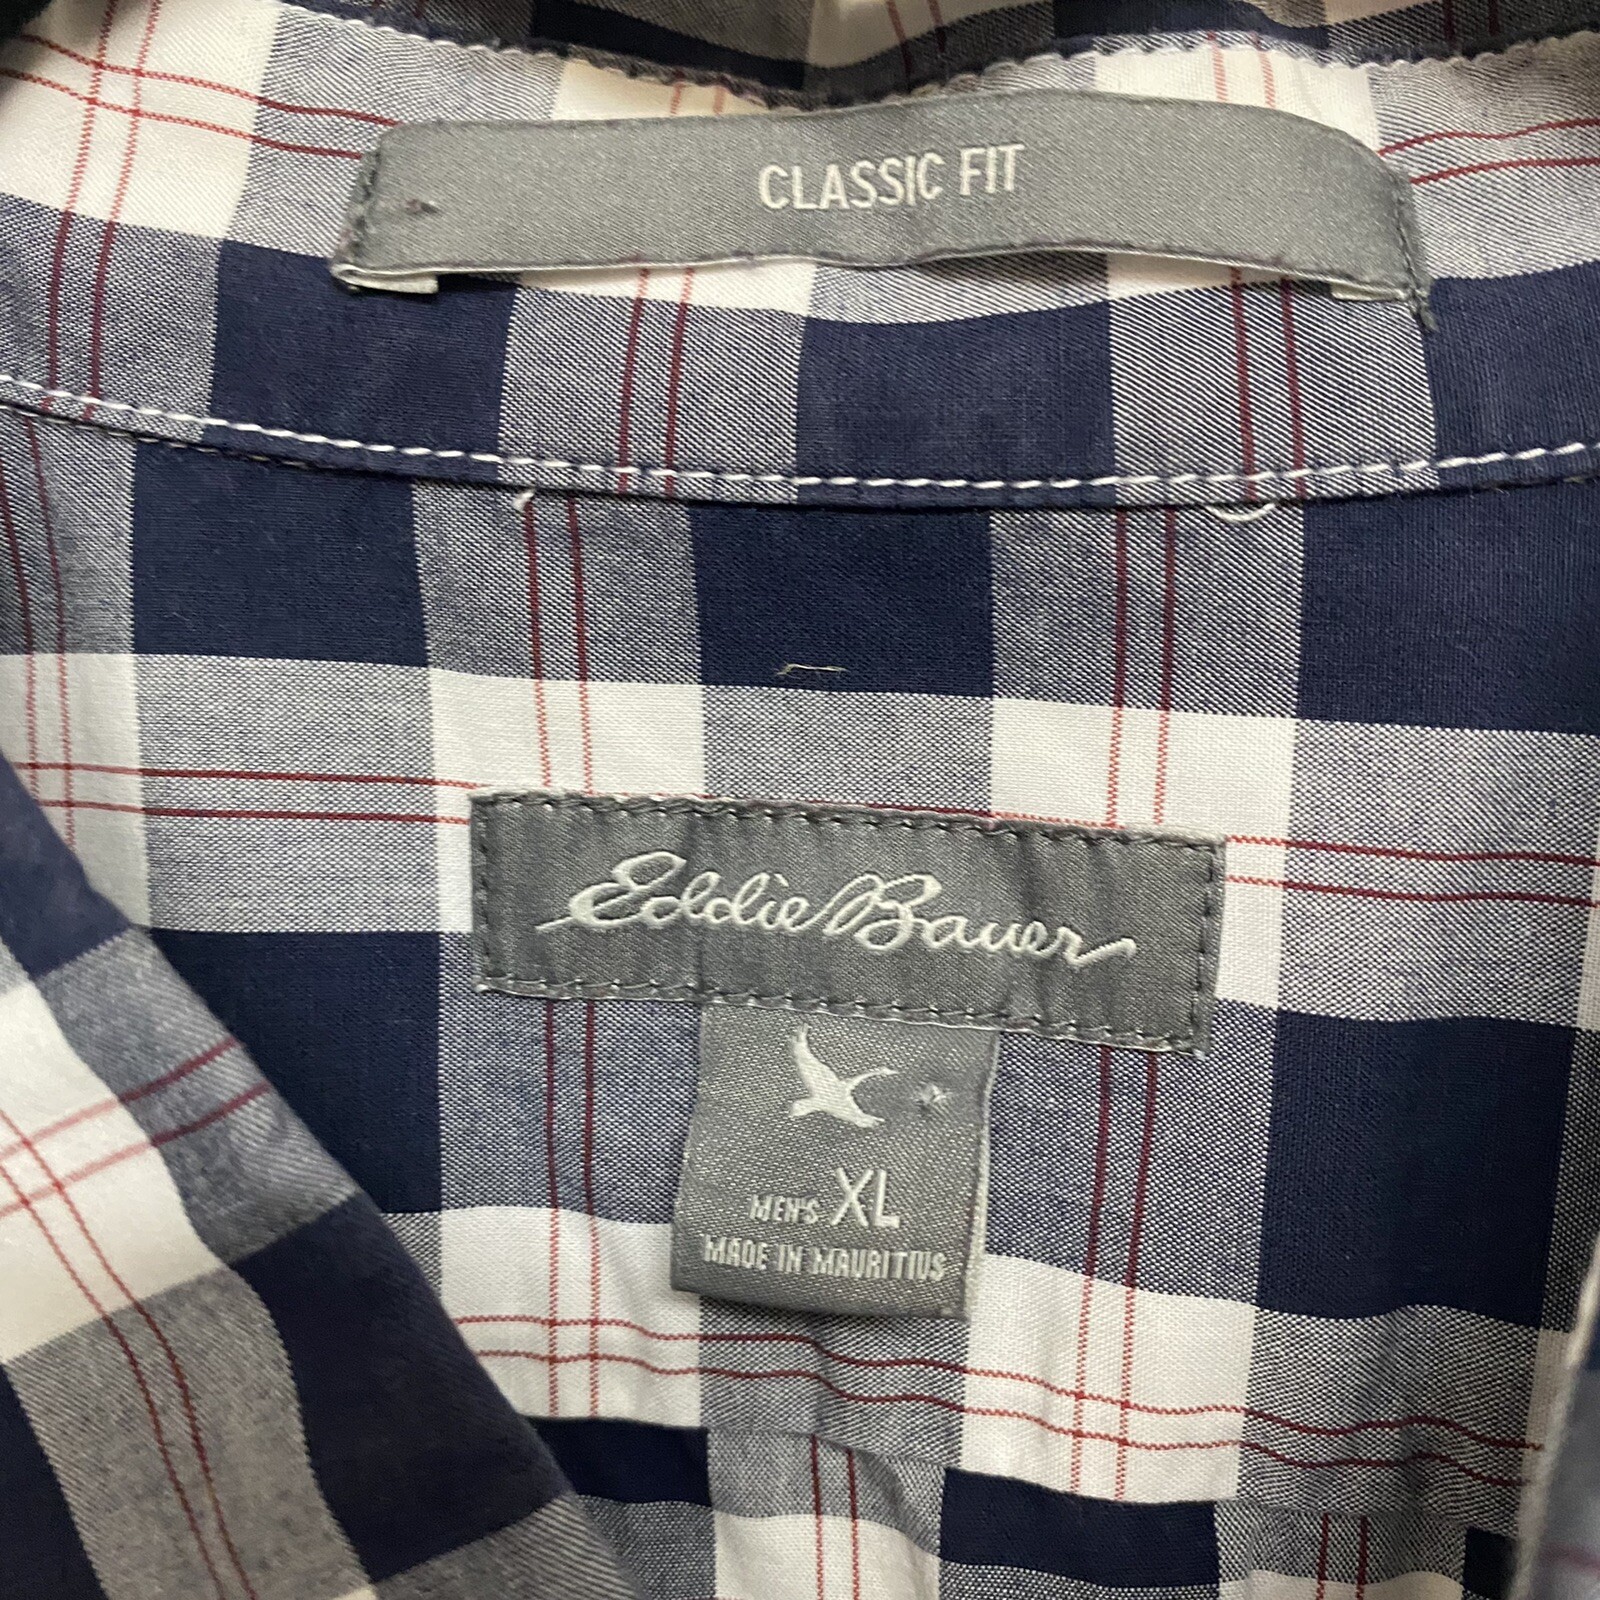 CLASSIC FIT
Eddie Bauer
MEN'S XL
MADE IN MAURITIUS